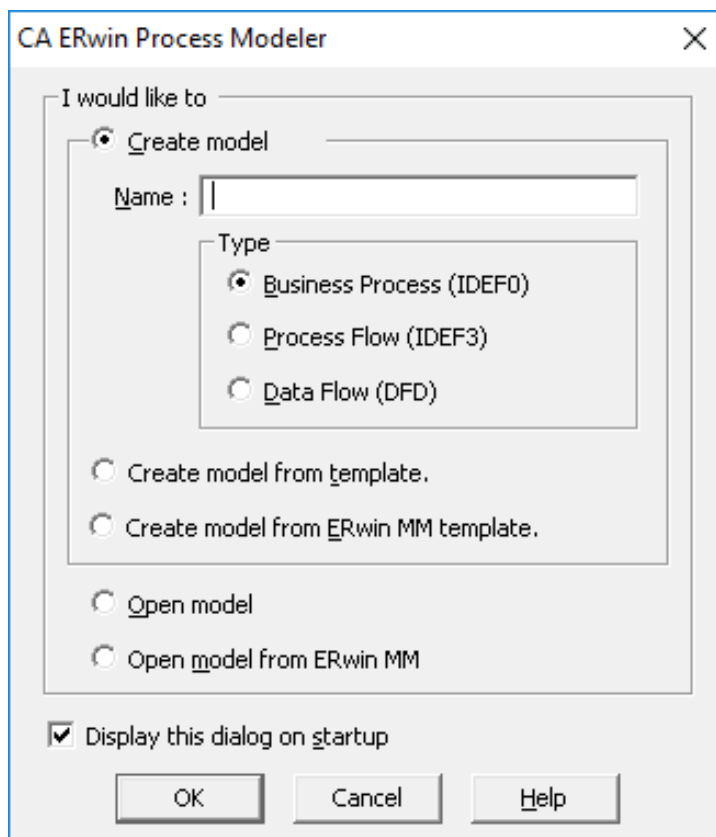 CA ERwin Process Modeler
I would like to
Create model
Name :
Type
Business Process (IDEF0)
Process Flow (IDEF3)
Data Flow (DFD)
Create model from template.
Create model from ERwin MM template.
Open model
Open model from ERwin MM
Display this dialog on startup
OK Cancel Help